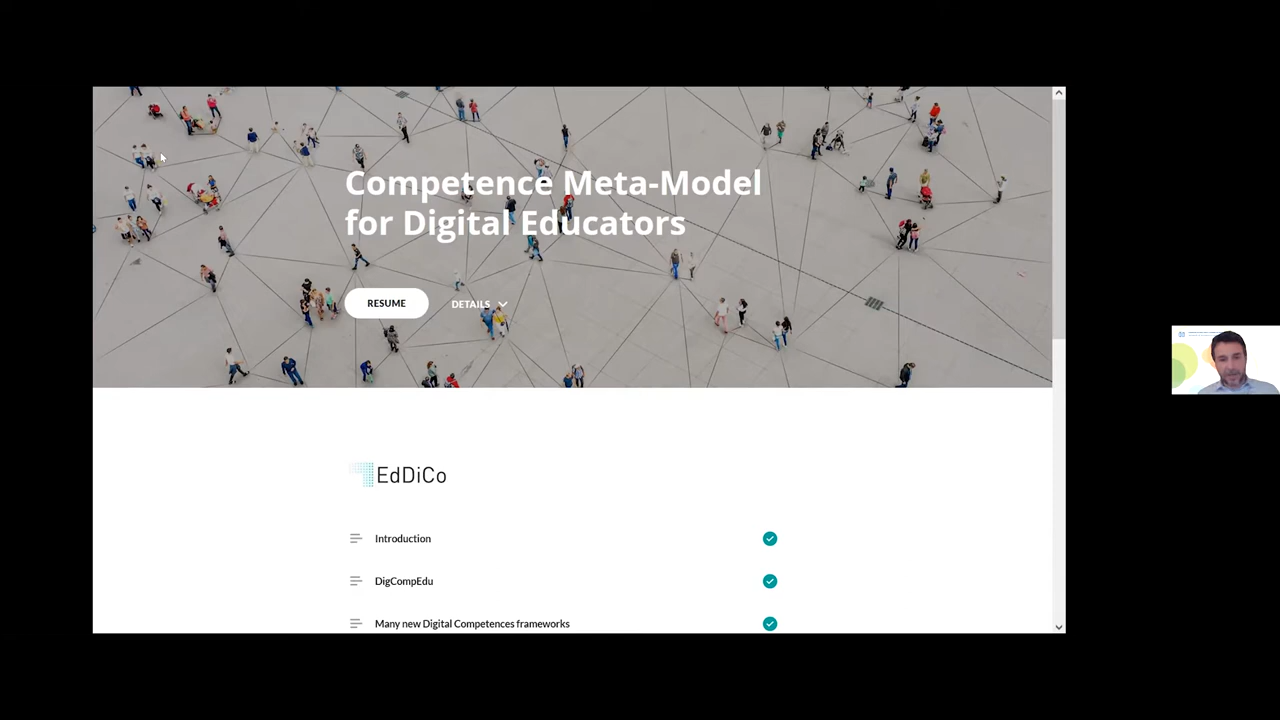 Competence Meta-Model
for Digital Educators
RESUME
DETAILS
EdDiCo
Introduction
DigCompEdu
Many new Digital Competences frameworks